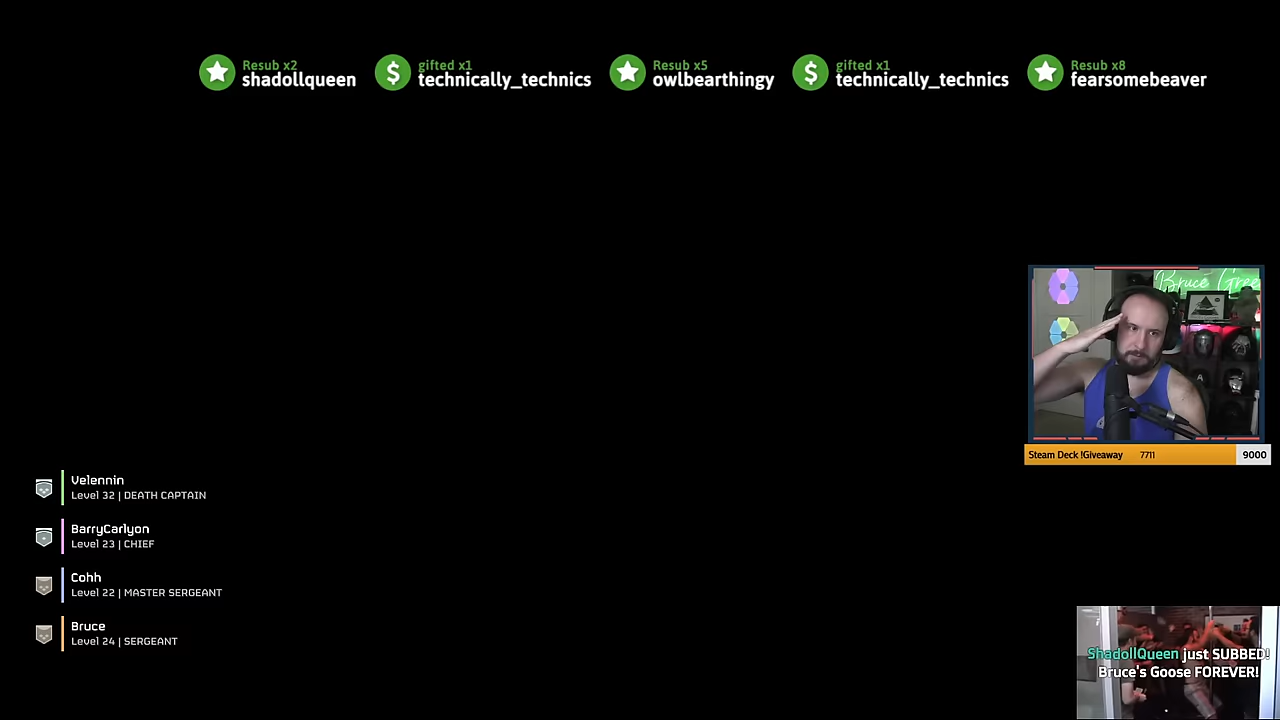 Resub x2
shadollqueen
gifted x1
technically_technics
Resub x5
owlbearthingy
gifted x1
technically_technics
Resub x8
fearsomebeaver
Bruce Gree
Steam Deck !Giveaway 7711 9000
Velennin
Level 32 | DEATH CAPTAIN
BarryCarlyon
Level 23 | CHIEF
Cohh
Level 22 | MASTER SERGEANT
Bruce
Level 24 | SERGEANT
ShadollQueen just SUBBED!
Bruce's Goose FOREVER!